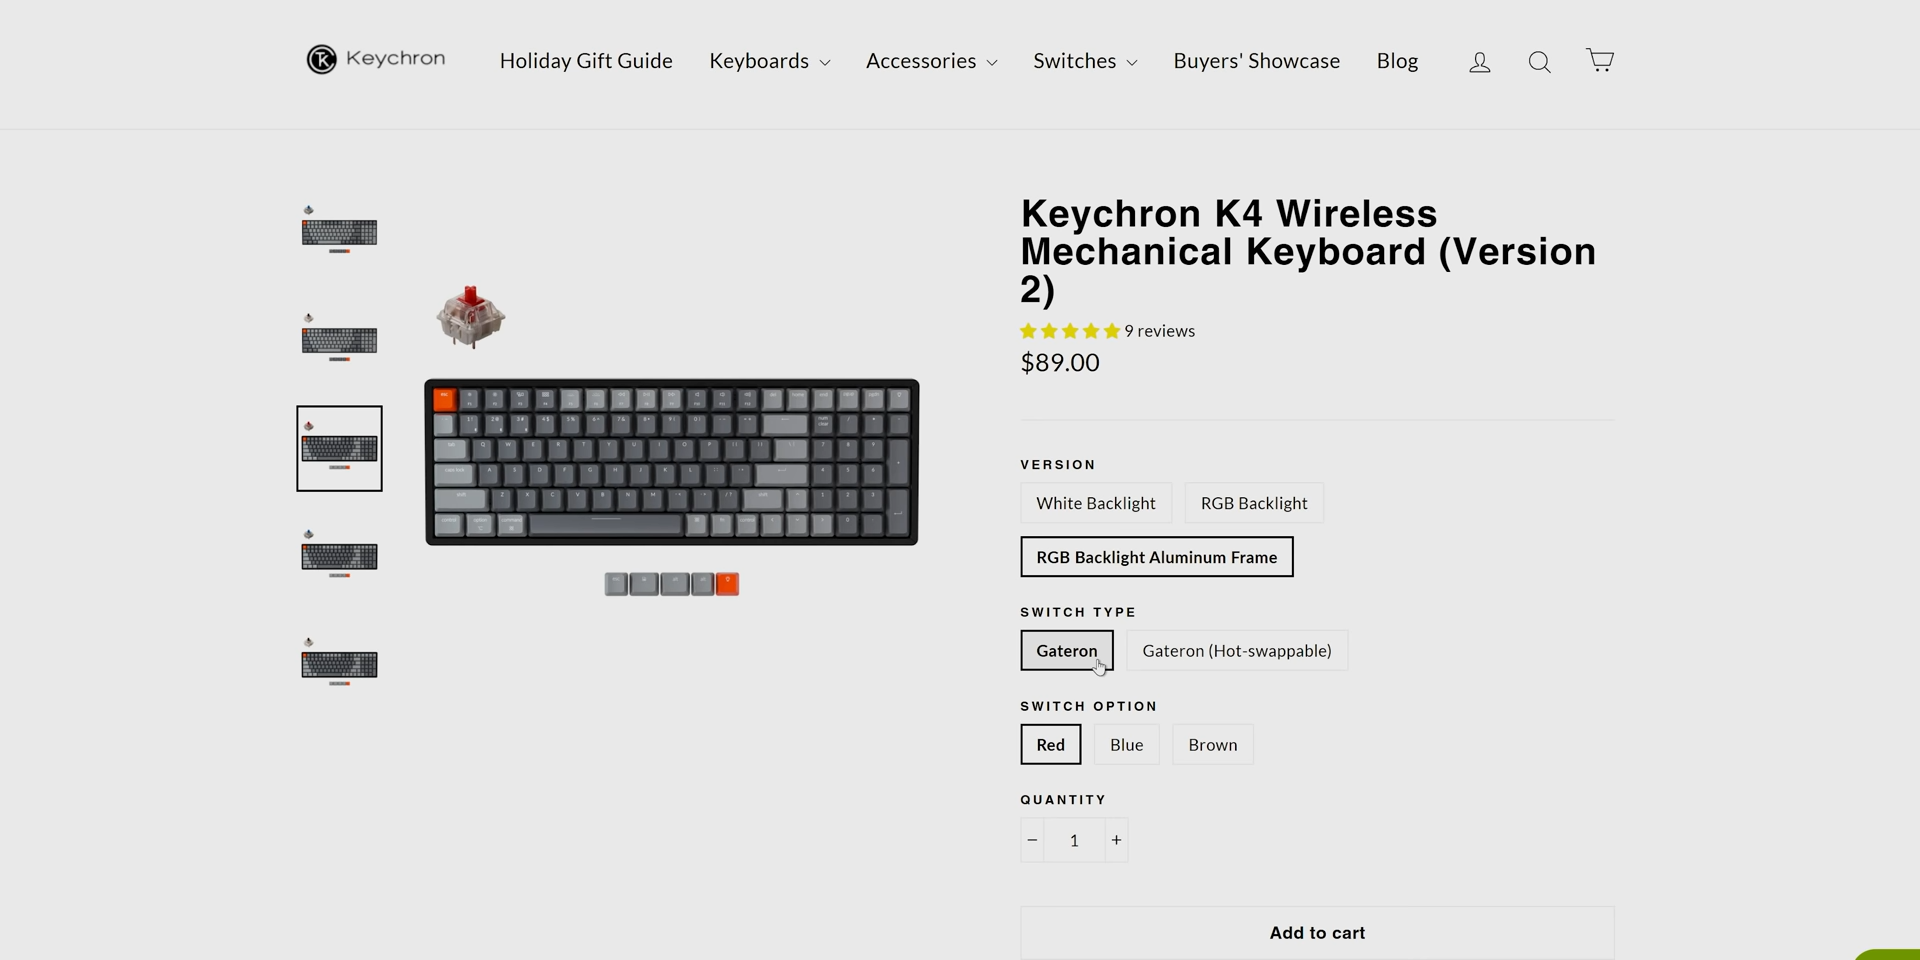 Keychron
Holiday Gift Guide
Keyboards
Accessories
Switches
Buyers' Showcase
Blog
Keychron K4 Wireless
Mechanical Keyboard (Version
2)
9 reviews
$89.00
VERSION
White Backlight
RGB Backlight
RGB Backlight Aluminum Frame
SWITCH TYPE
Gateron
Gateron (Hot-swappable)
SWITCH OPTION
Red
Blue
Brown
QUANTITY
− 1 +
Add to cart